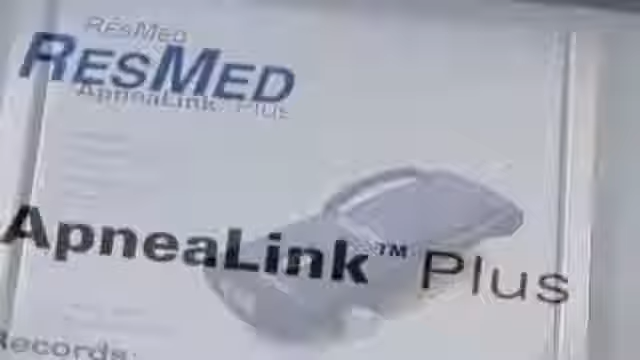 RESMED
RESMED
ApneaLink Plus
ApneaLink™ Plus
Records: